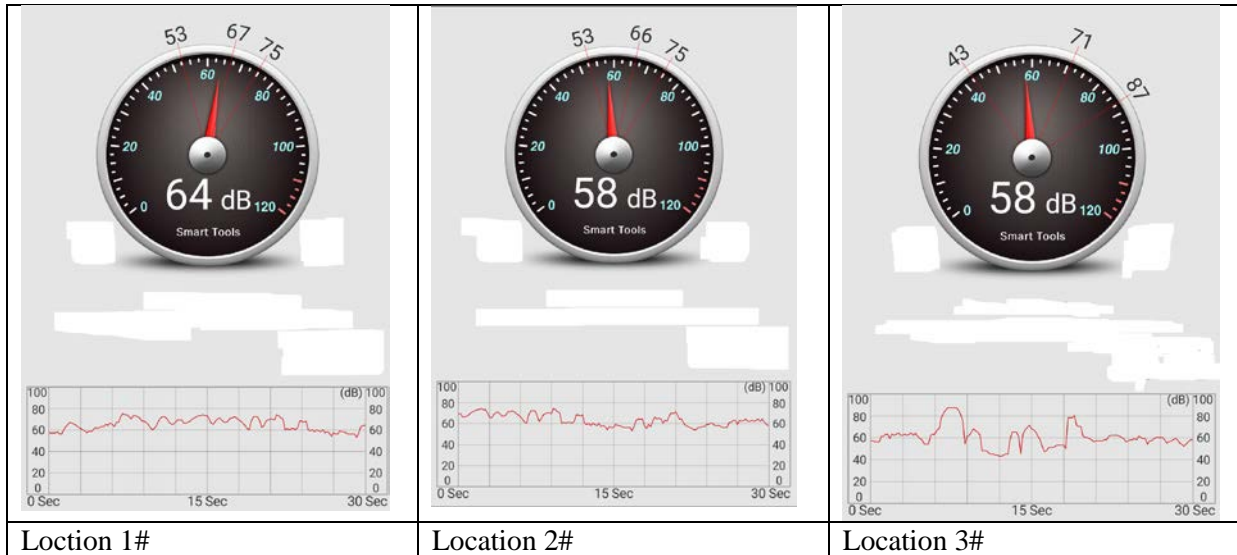 53 67 75
60
40 80
20 100
0 120
64 dB
Smart Tools
100 (dB) 100
80 80
60 60
40 40
20 20
0 0
0 Sec 15 Sec 30 Sec
Loction 1#
53 66 75
60
40 80
20 100
0 120
58 dB
Smart Tools
100 (dB) 100
80 80
60 60
40 40
20 20
0 0
0 Sec 15 Sec 30 Sec
Location 2#
43 71 87
60
40 80
20 100
0 120
58 dB
Smart Tools
100 (dB) 100
80 80
60 60
40 40
20 20
0 0
0 Sec 15 Sec 30 Sec
Location 3#